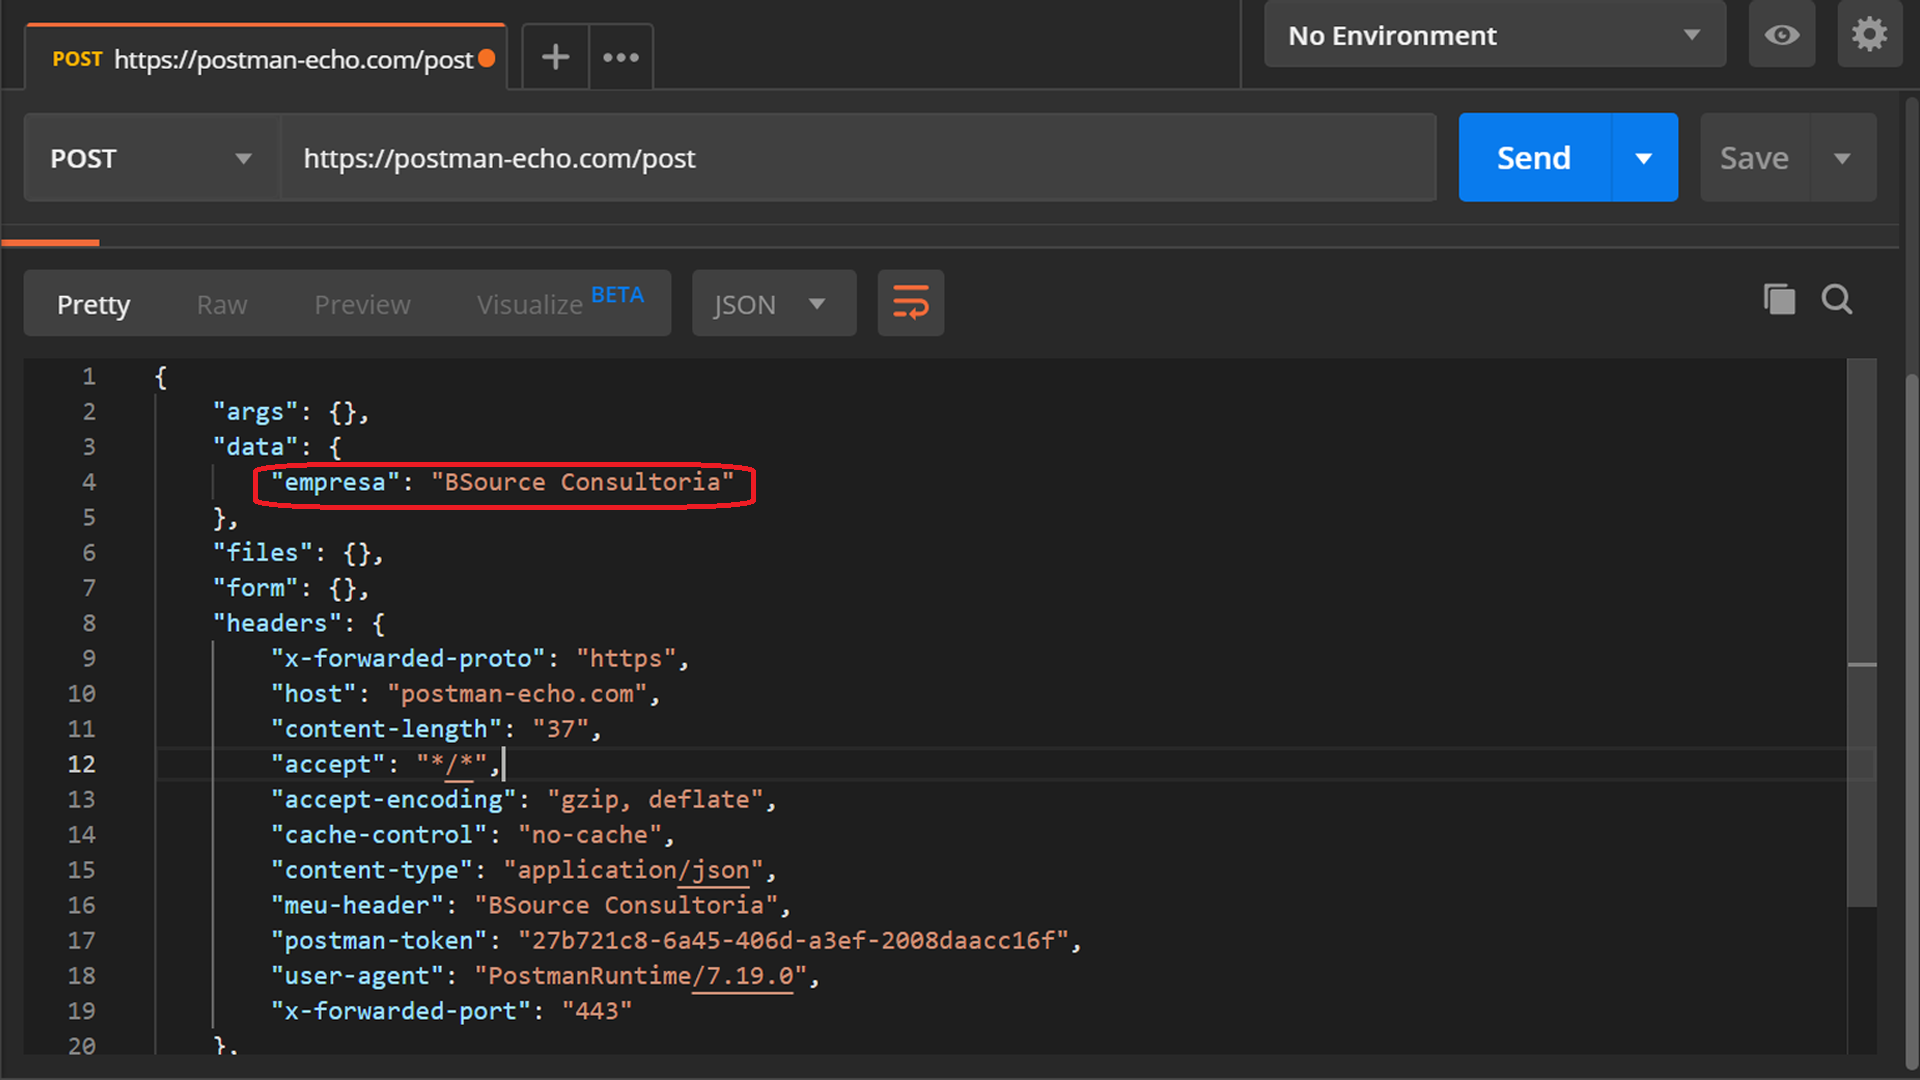 POST https://postman-echo.com/post
No Environment
POST https://postman-echo.com/post Send Save
Pretty Raw Preview Visualize BETA JSON
1 {
2 "args": {},
3 "data": {
4 "empresa": "BSource Consultoria"
5 },
6 "files": {},
7 "form": {},
8 "headers": {
9 "x-forwarded-proto": "https",
10 "host": "postman-echo.com",
11 "content-length": "37",
12 "accept": "*/*",
13 "accept-encoding": "gzip, deflate",
14 "cache-control": "no-cache",
15 "content-type": "application/json",
16 "meu-header": "BSource Consultoria",
17 "postman-token": "27b721c8-6a45-406d-a3ef-2008daacc16f",
18 "user-agent": "PostmanRuntime/7.19.0",
19 "x-forwarded-port": "443"
20 },